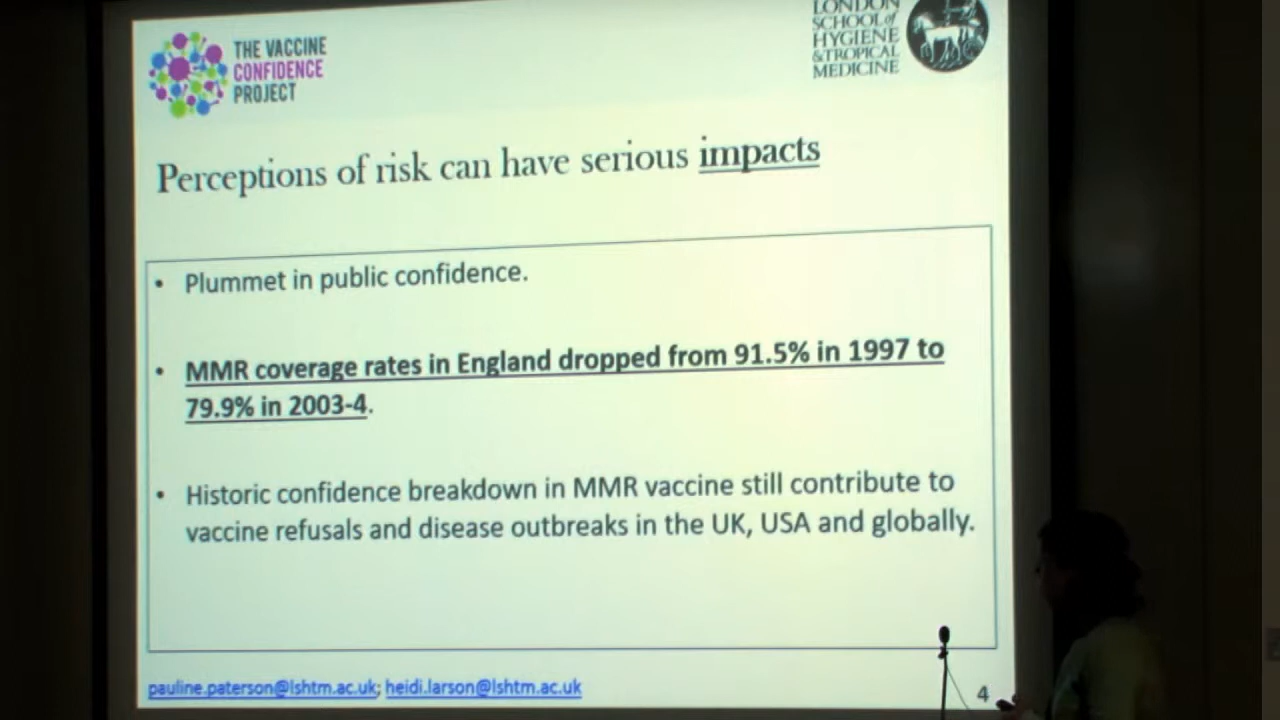 THE VACCINE
CONFIDENCE
PROJECT
LONDON
SCHOOL of
HYGIENE
& TROPICAL
MEDICINE
Perceptions of risk can have serious impacts
• Plummet in public confidence.
• MMR coverage rates in England dropped from 91.5% in 1997 to
79.9% in 2003-4.
• Historic confidence breakdown in MMR vaccine still contribute to
vaccine refusals and disease outbreaks in the UK, USA and globally.
pauline.paterson@lshtm.ac.uk; heidi.larson@lshtm.ac.uk
4